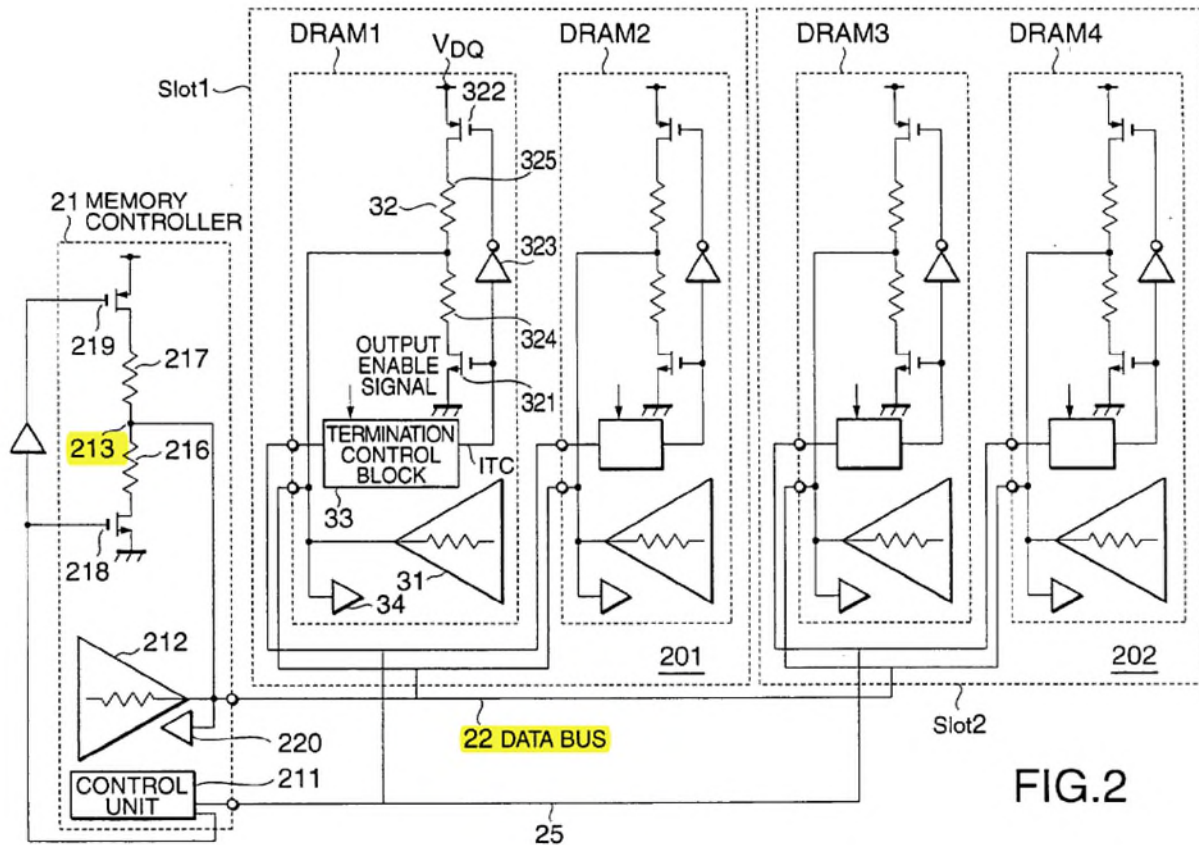 DRAM1
DRAM2
DRAM3
DRAM4
VDQ
Slot1
322
325
32
21 MEMORY
CONTROLLER
323
324
219
217
OUTPUT
ENABLE
SIGNAL
321
213
216
TERMINATION
CONTROL
BLOCK
ITC
33
218
31
34
212
201
202
22 DATA BUS
Slot2
220
211
CONTROL
UNIT
25
FIG.2